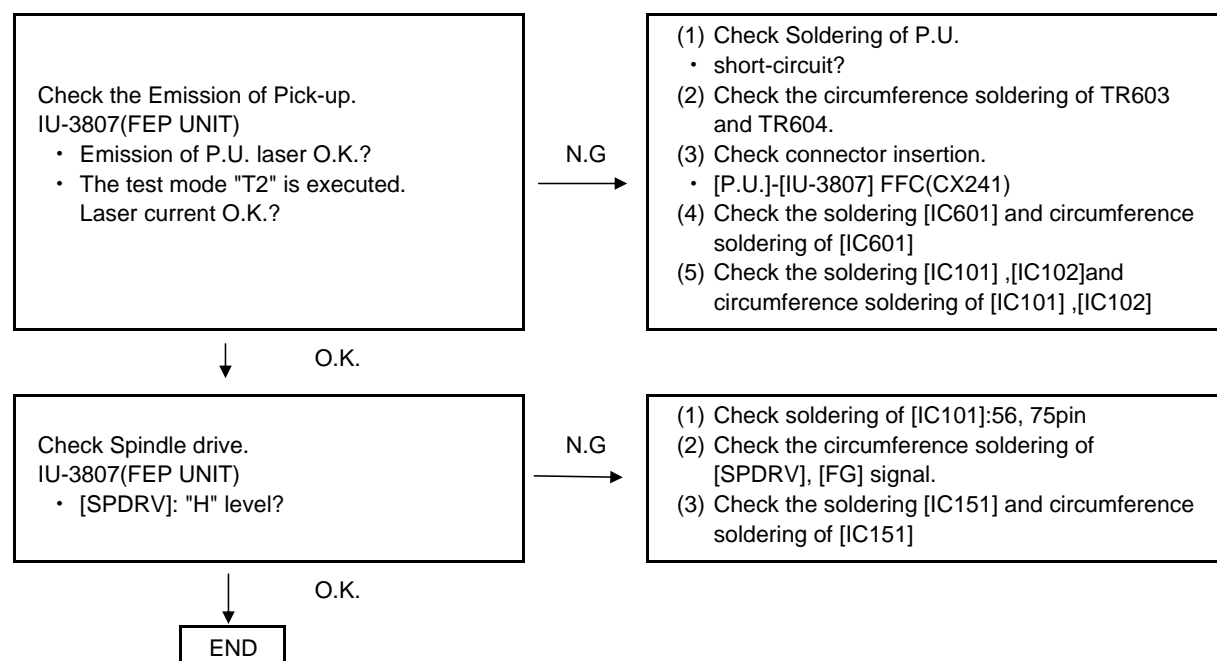 Check the Emission of Pick-up.
IU-3807(FEP UNIT)
・ Emission of P.U. laser O.K.?
・ The test mode "T2" is executed.
Laser current O.K.?
N.G
(1) Check Soldering of P.U.
・ short-circuit?
(2) Check the circumference soldering of TR603
and TR604.
(3) Check connector insertion.
・ [P.U.]-[IU-3807] FFC(CX241)
(4) Check the soldering [IC601] and circumference
soldering of [IC601]
(5) Check the soldering [IC101] ,[IC102]and
circumference soldering of [IC101] ,[IC102]
O.K.
Check Spindle drive.
IU-3807(FEP UNIT)
・ [SPDRV]: "H" level?
N.G
(1) Check soldering of [IC101]:56, 75pin
(2) Check the circumference soldering of
[SPDRV], [FG] signal.
(3) Check the soldering [IC151] and circumference
soldering of [IC151]
O.K.
END